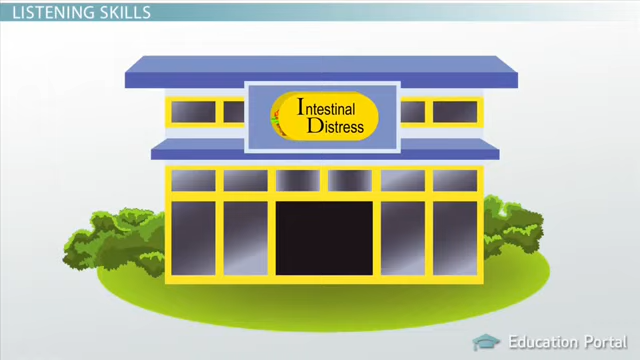 LISTENING SKILLS
Intestinal
Distress
Education Portal